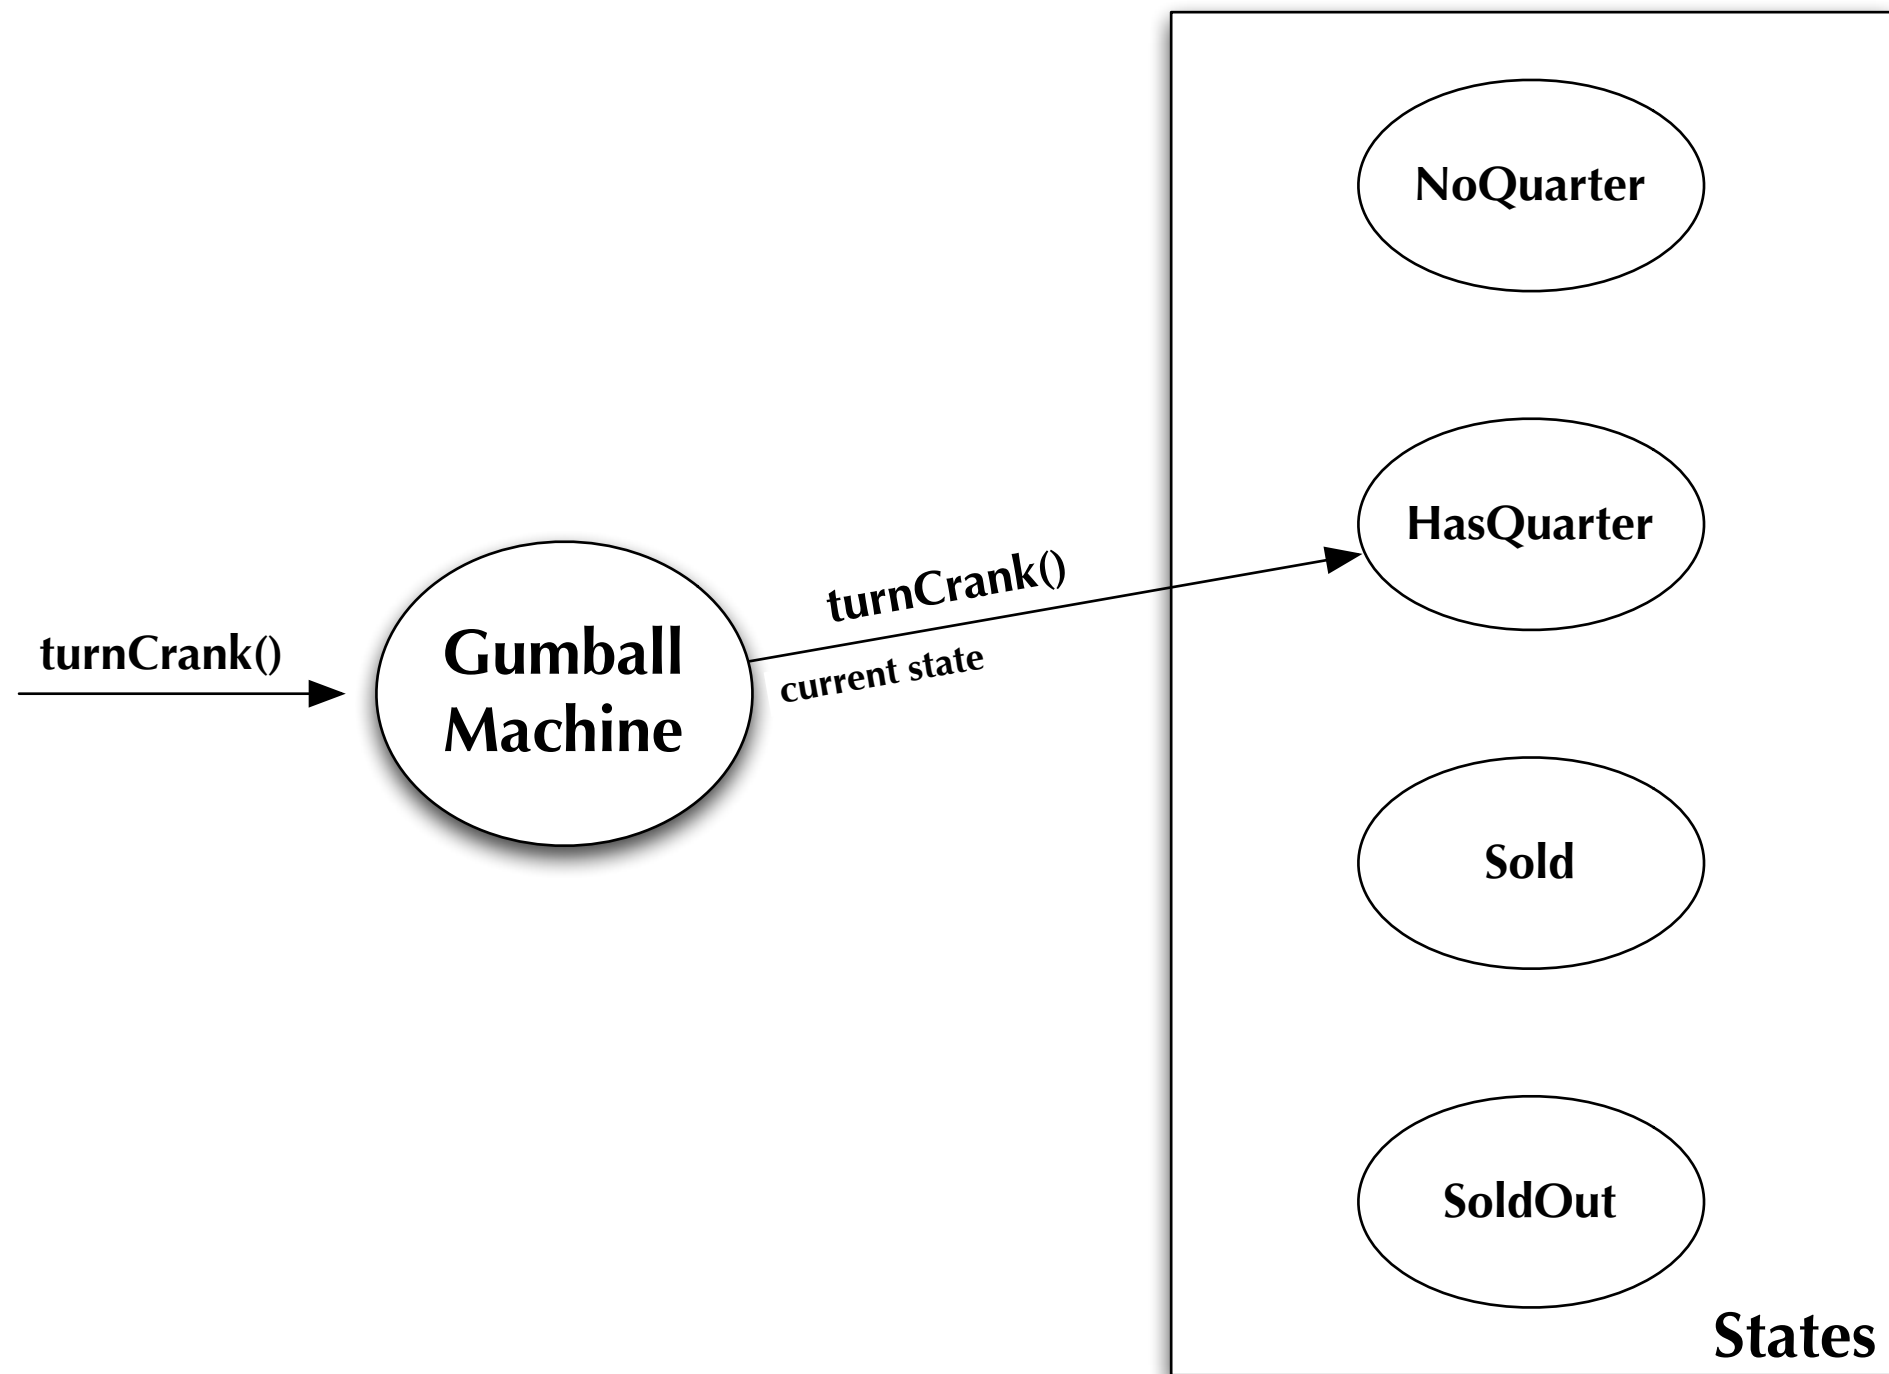 NoQuarter
HasQuarter
turnCrank()
current state
turnCrank()
Gumball
Machine
Sold
SoldOut
States